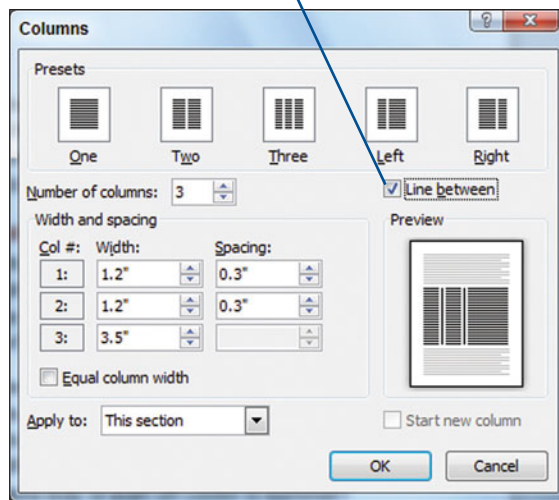 Columns
Presets
One Two Three Left Right
Number of columns: 3
Line between
Width and spacing
Preview
Col #: Width: Spacing:
1: 1.2" 0.3"
2: 1.2" 0.3"
3: 3.5"
Equal column width
Apply to: This section
Start new column
OK Cancel